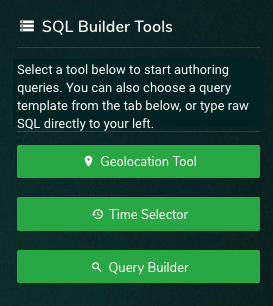 SQL Builder Tools
Select a tool below to start authoring
queries. You can also choose a query
template from the tab below, or type raw
SQL directly to your left.
Geolocation Tool
Time Selector
Query Builder